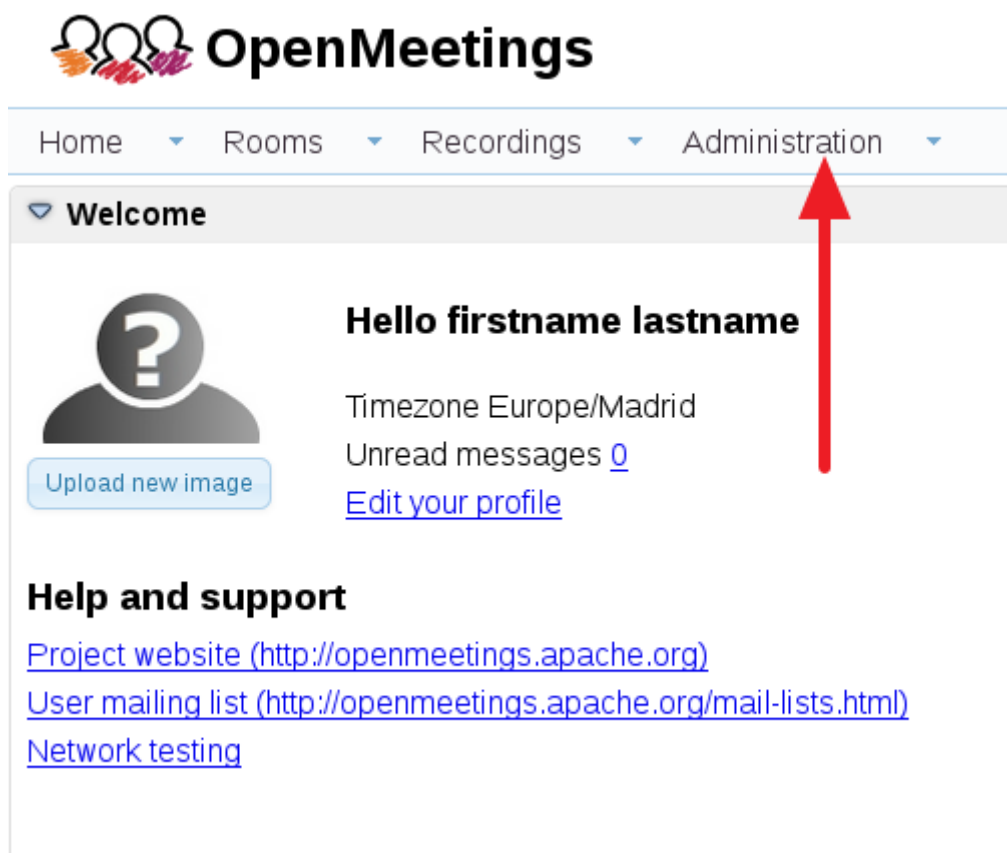 OpenMeetings
Home Rooms Recordings Administration
Welcome
Hello firstname lastname
Timezone Europe/Madrid
Unread messages 0
Edit your profile
Upload new image
Help and support
Project website (http://openmeetings.apache.org)
User mailing list (http://openmeetings.apache.org/mail-lists.html)
Network testing